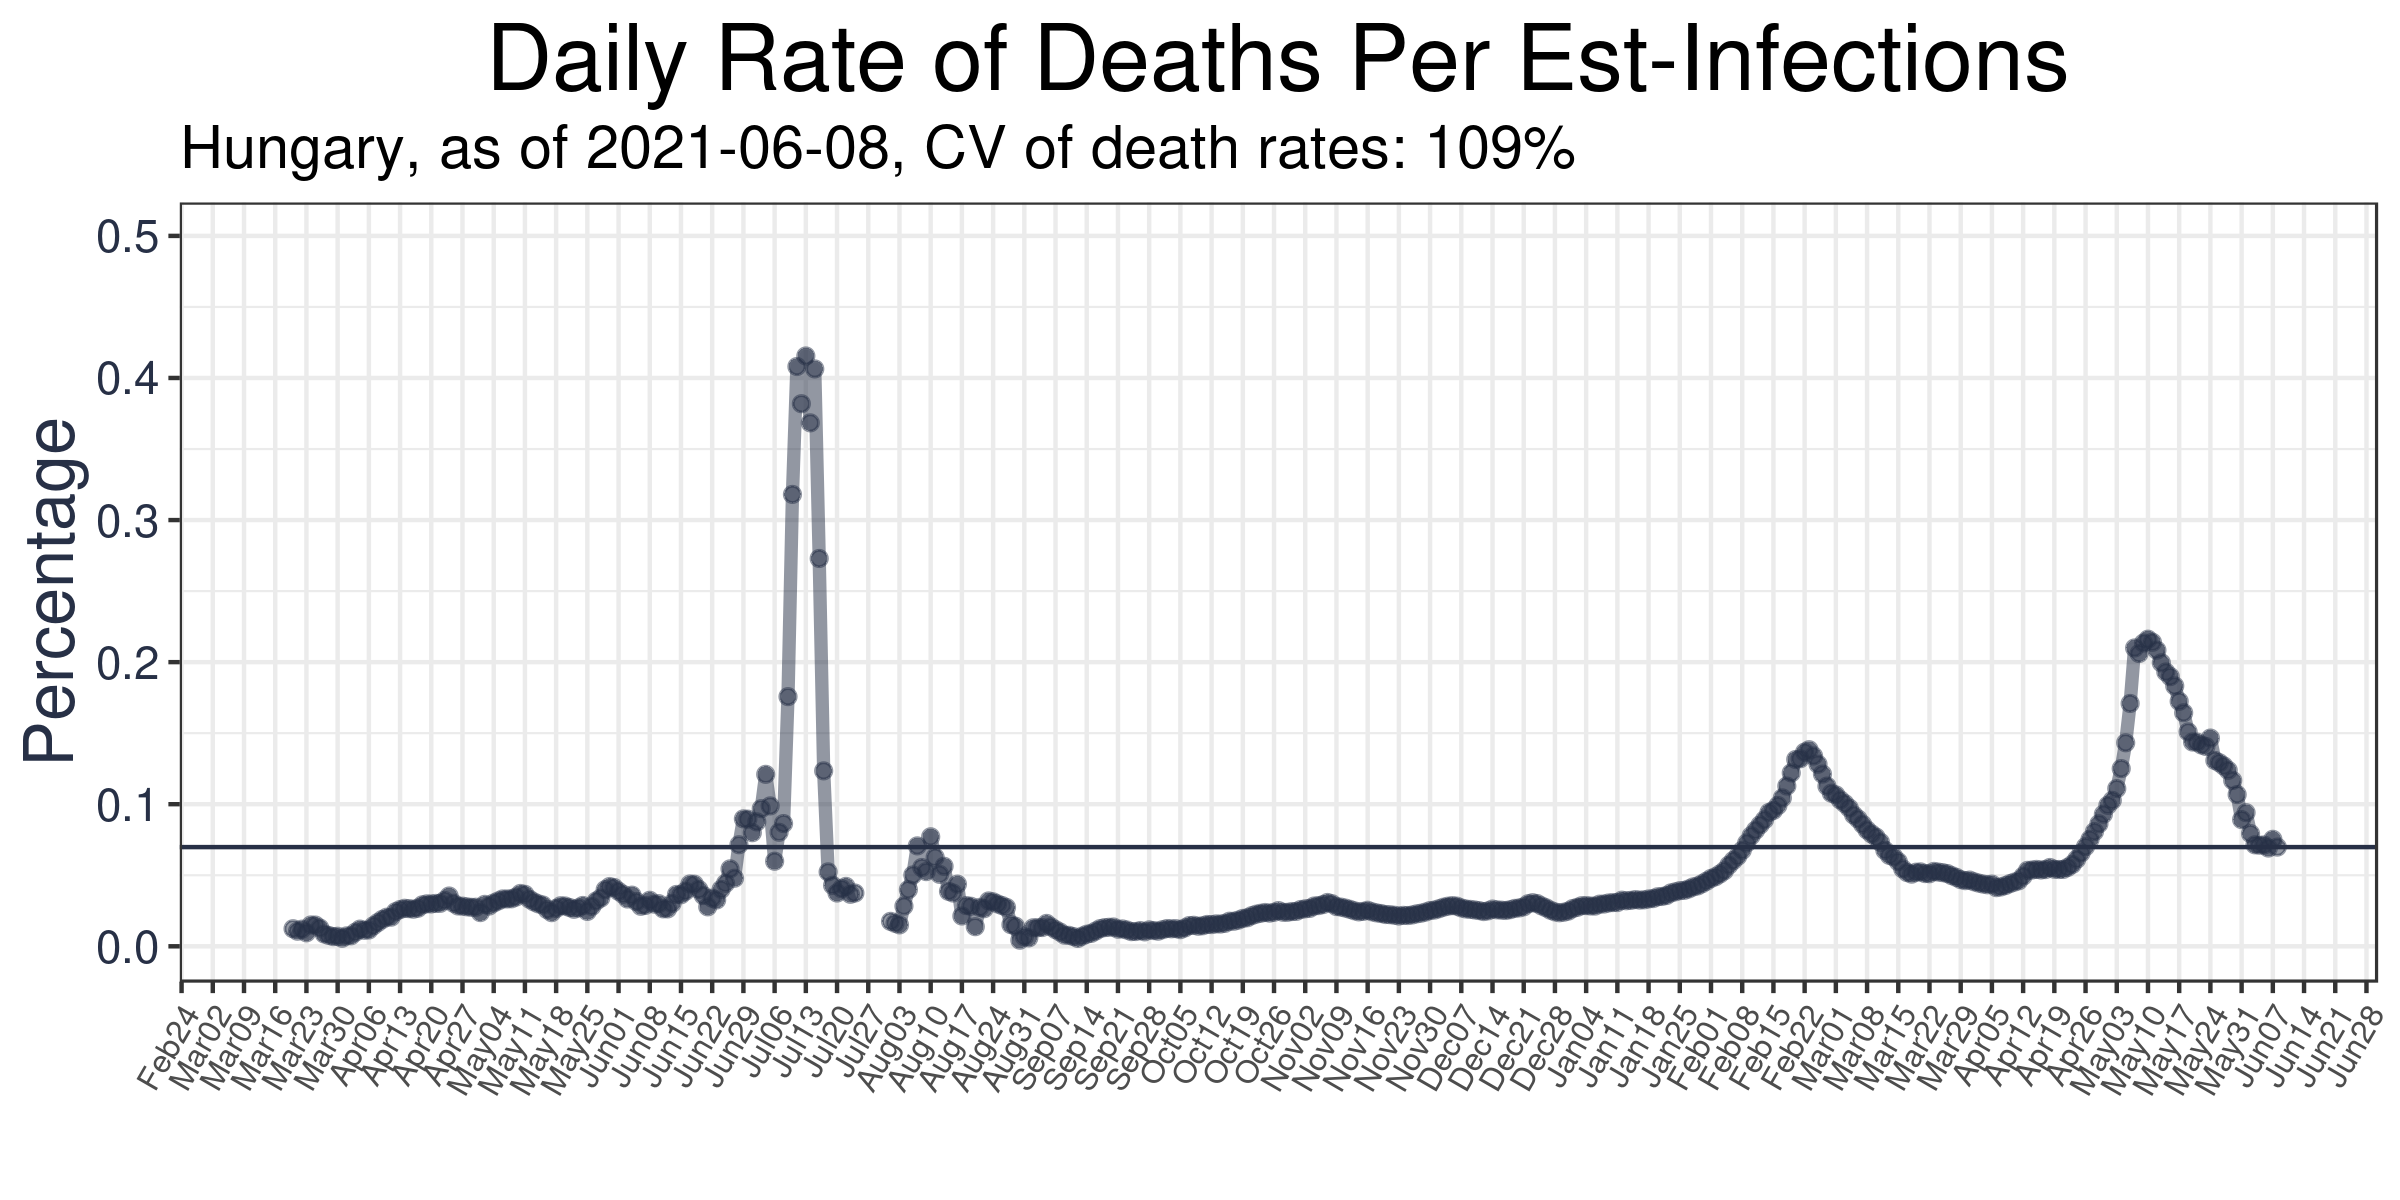 Daily Rate of Deaths Per Est-Infections
Hungary, as of 2021-06-08, CV of death rates: 109%
Percentage
0.5
0.4
0.3
0.2
0.1
0.0
Feb24
Mar02
Mar09
Mar16
Mar23
Mar30
Apr06
Apr13
Apr20
Apr27
May04
May11
May18
May25
Jun01
Jun08
Jun15
Jun22
Jun29
Jul06
Jul13
Jul20
Jul27
Aug03
Aug10
Aug17
Aug24
Aug31
Sep07
Sep14
Sep21
Sep28
Oct05
Oct12
Oct19
Oct26
Nov02
Nov09
Nov16
Nov23
Nov30
Dec07
Dec14
Dec21
Dec28
Jan04
Jan11
Jan18
Jan25
Feb01
Feb08
Feb15
Feb22
Mar01
Mar08
Mar15
Mar22
Mar29
Apr05
Apr12
Apr19
Apr26
May03
May10
May17
May24
May31
Jun07
Jun14
Jun21
Jun28